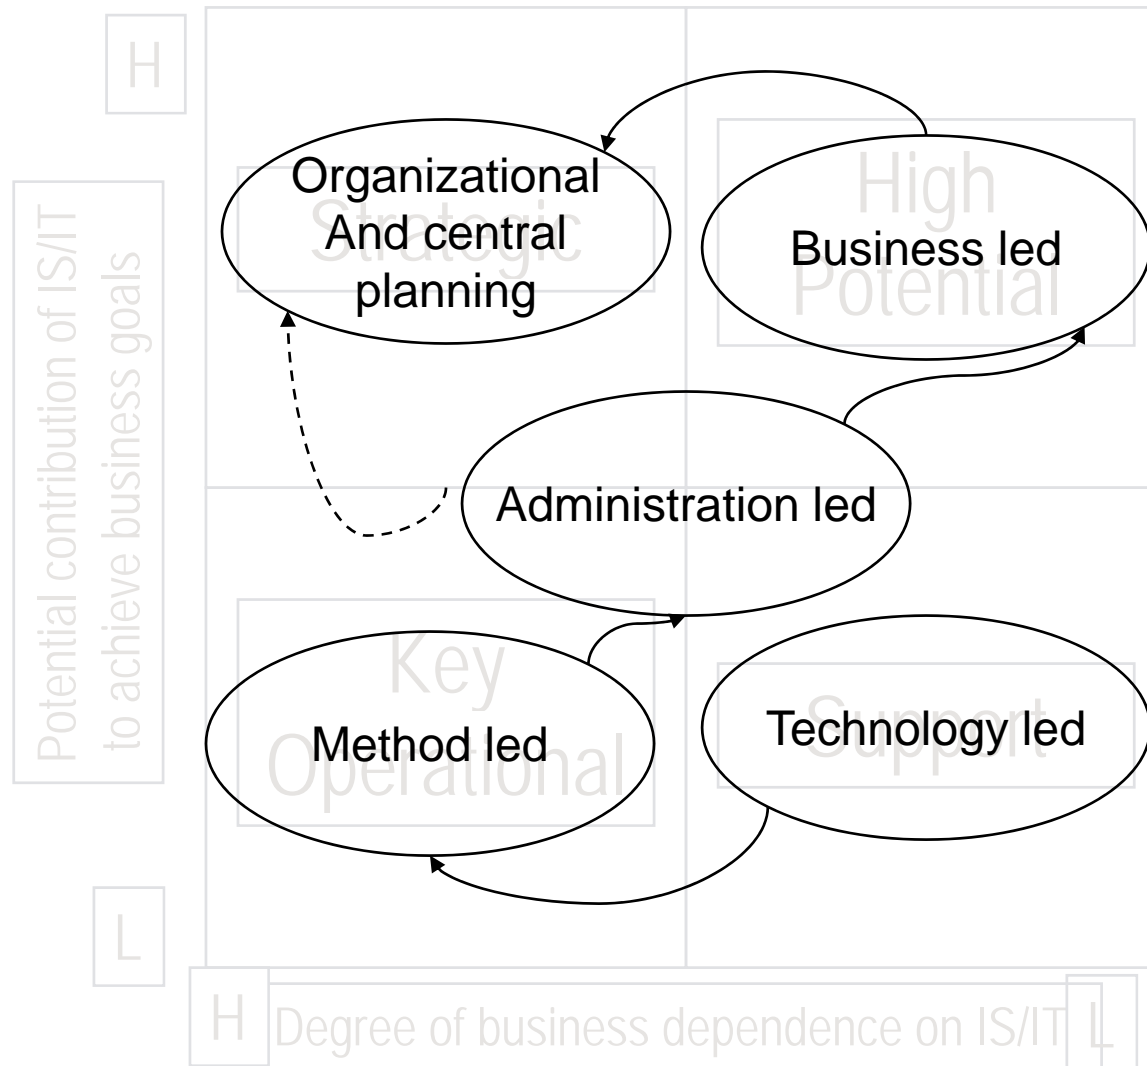 H
Potential contribution of IS/IT
to achieve business goals
Organizational
And central
planning
Strategic
High
Potential
Business led
Administration led
Key
Operational
Method led
Support
Technology led
L
H
Degree of business dependence on IS/IT
L